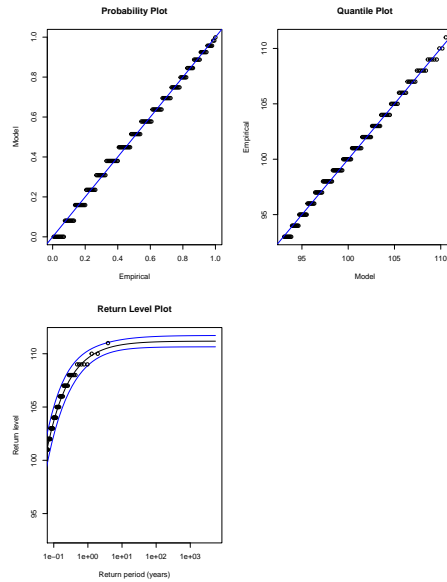 Probability Plot
Model
0.0 0.2 0.4 0.6 0.8 1.0
0.0 0.2 0.4 0.6 0.8 1.0
Empirical
Quantile Plot
Empirical
95 100 105 110
95 100 105 110
Model
Return Level Plot
Return level
95 100 105 110
1e−01 1e+00 1e+01 1e+02 1e+03
Return period (years)